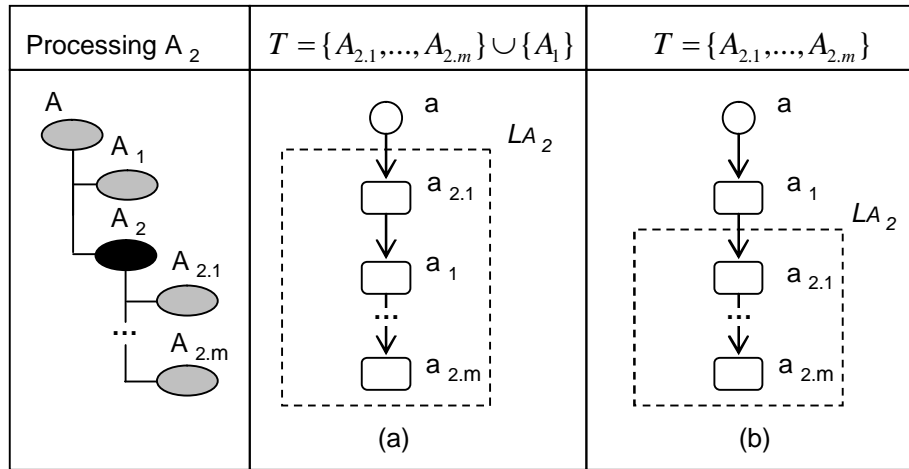 Processing A 2
T = {A2.1,...,A2.m} ∪ {A1}
T = {A2.1,...,A2.m}
A
A 1
A 2
A 2.1
...
A 2.m
a
LA 2
a 2.1
a 1
...
a 2.m
(a)
a
a 1
LA 2
a 2.1
...
a 2.m
(b)